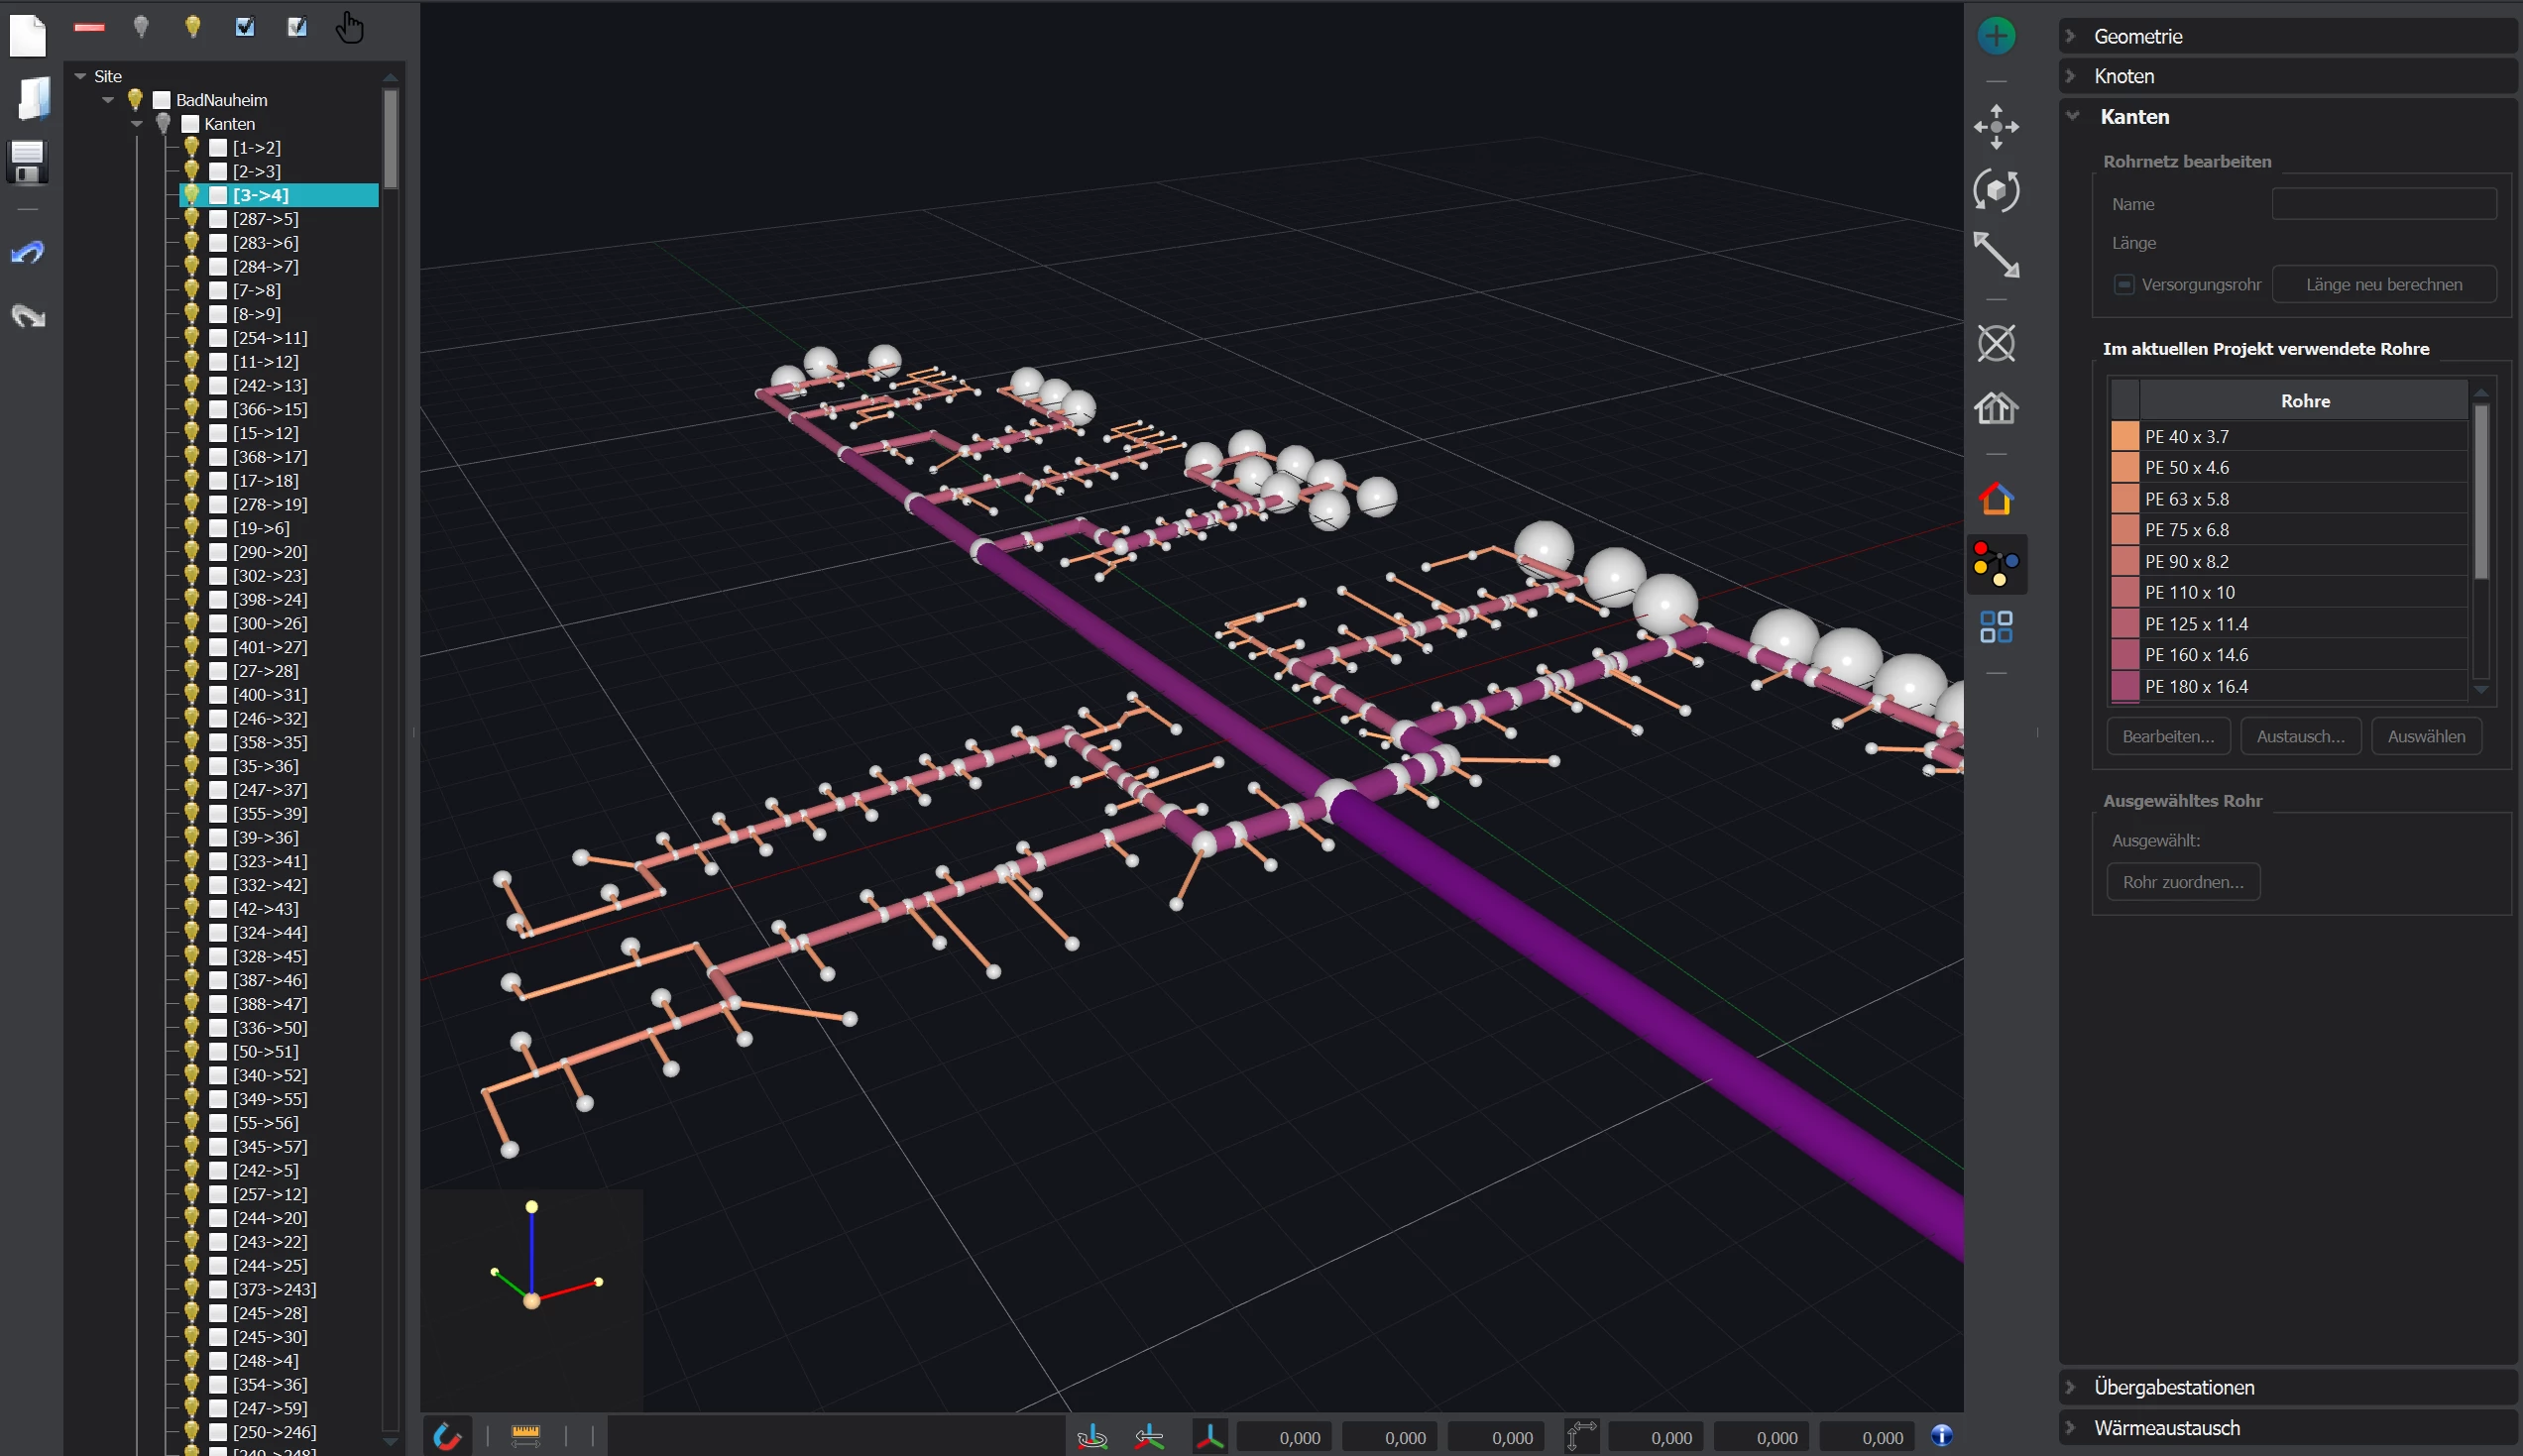 Site
BadNauheim
Kanten
[1->2]
[2->3]
[3->4]
[287->5]
[283->6]
[284->7]
[7->8]
[8->9]
[254->11]
[11->12]
[242->13]
[366->15]
[15->12]
[368->17]
[17->18]
[278->19]
[19->6]
[290->20]
[302->23]
[398->24]
[300->26]
[401->27]
[27->28]
[400->31]
[246->32]
[358->35]
[35->36]
[247->37]
[355->39]
[39->36]
[323->41]
[332->42]
[42->43]
[324->44]
[328->45]
[387->46]
[388->47]
[336->50]
[50->51]
[340->52]
[349->55]
[55->56]
[345->57]
[242->5]
[257->12]
[244->20]
[243->22]
[244->25]
[373->243]
[245->28]
[245->30]
[248->4]
[354->36]
[247->59]
[250->246]
[249->248]
0,000
0,000
0,000
0,000
0,000
0,000
Geometrie
Knoten
Kanten
Rohrnetz bearbeiten
Name
Länge
Versorgungsrohr
Länge neu berechnen
Im aktuellen Projekt verwendete Rohre
Rohre
PE 40 x 3.7
PE 50 x 4.6
PE 63 x 5.8
PE 75 x 6.8
PE 90 x 8.2
PE 110 x 10
PE 125 x 11.4
PE 160 x 14.6
PE 180 x 16.4
Bearbeiten...
Austausch...
Auswählen
Ausgewähltes Rohr
Ausgewählt:
Rohr zuordnen...
Übergabestationen
Wärmeaustausch